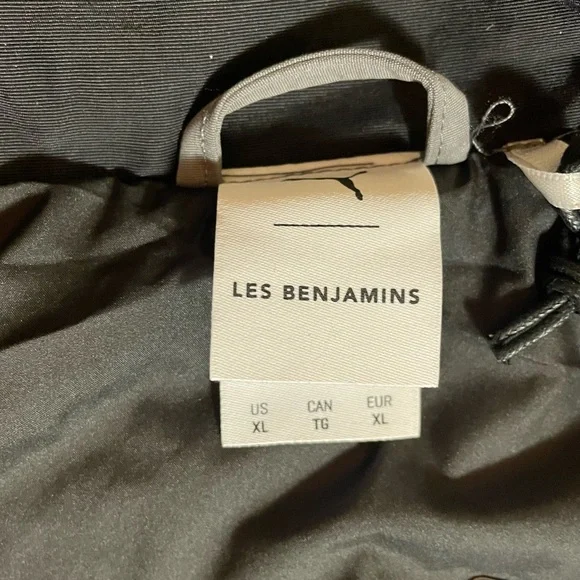 LES BENJAMINS
US CAN EUR
XL TG XL